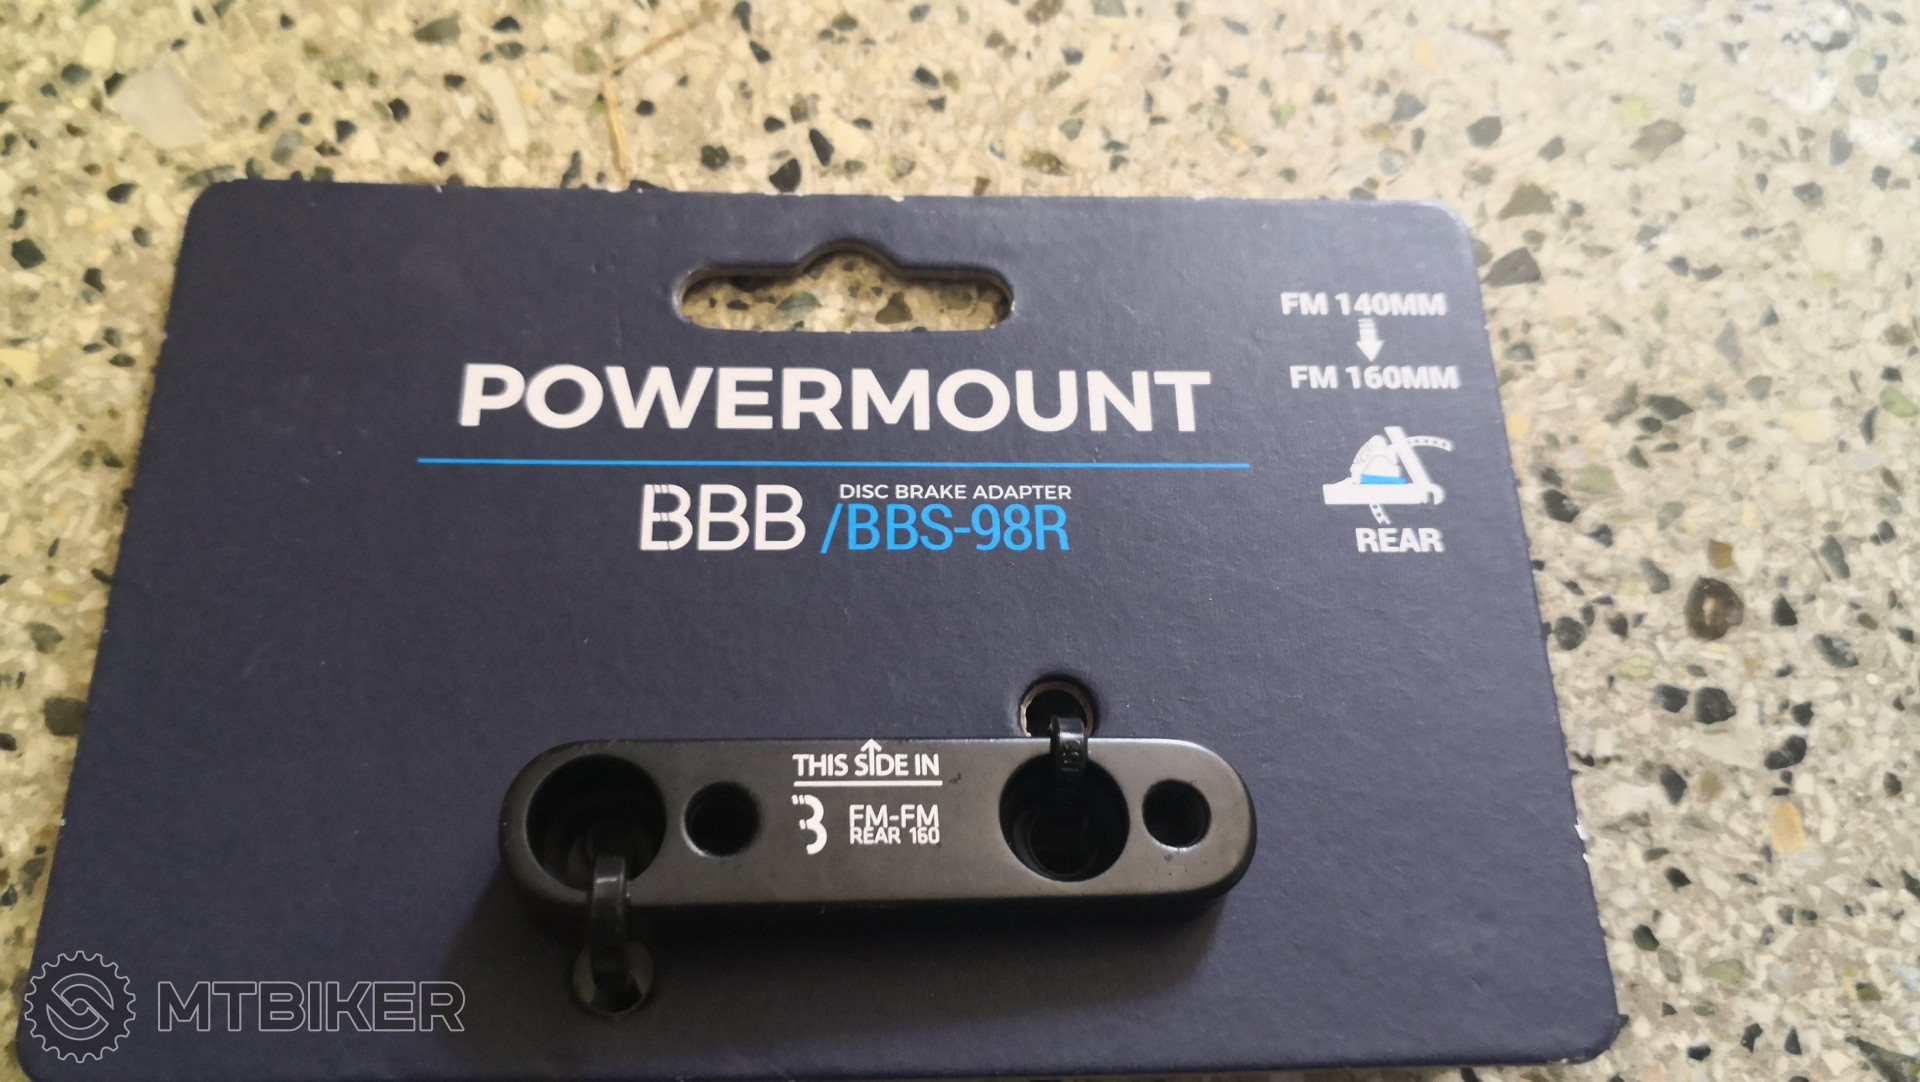 FM 140MM
FM 160MM
POWERMOUNT
BBB /BBS-98R
DISC BRAKE ADAPTER
REAR
THIS SIDE IN
FM-FM
REAR 160
MTBIKER